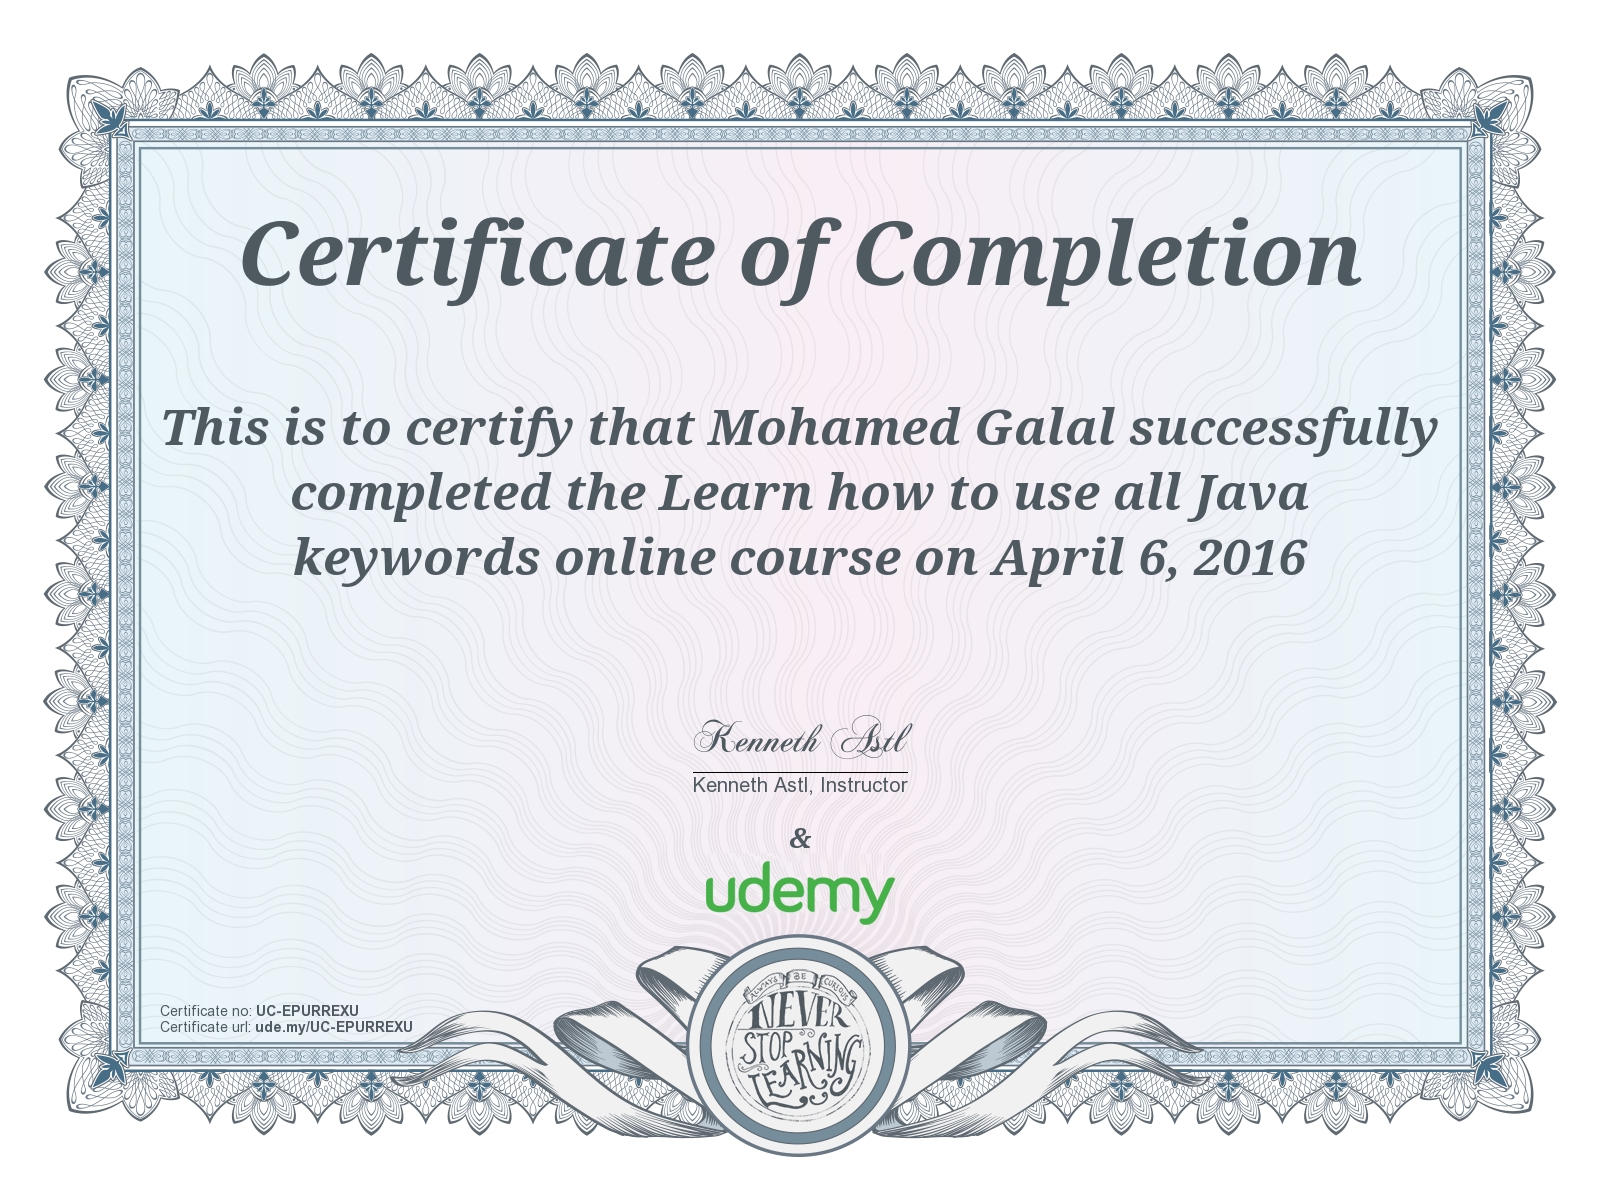 Certificate of Completion
This is to certify that Mohamed Galal successfully
completed the Learn how to use all Java
keywords online course on April 6, 2016
Kenneth Astl
Kenneth Astl, Instructor
&
udemy
Certificate no: UC-EPURREXU
Certificate url: ude.my/UC-EPURREXU
ALWAYS BE CURIOUS
NEVER
STOP
LEARNING